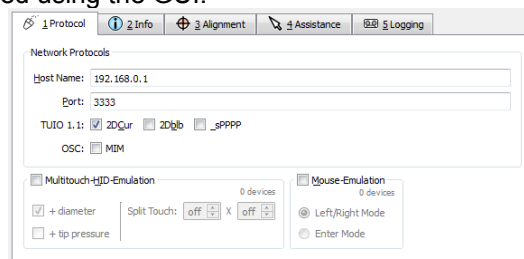 ed using the GUI.
1 Protocol 2 Info 3 Alignment 4 Assistance 5 Logging
Network Protocols
Host Name: 192.168.0.1
Port: 3333
TUIO 1.1: 2DCur 2Dblb _sPPPP
OSC: MIM
Multitouch-HID-Emulation
0 devices
+ diameter Split Touch: off X off
+ tip pressure
Mouse-Emulation
0 devices
Left/Right Mode
Enter Mode